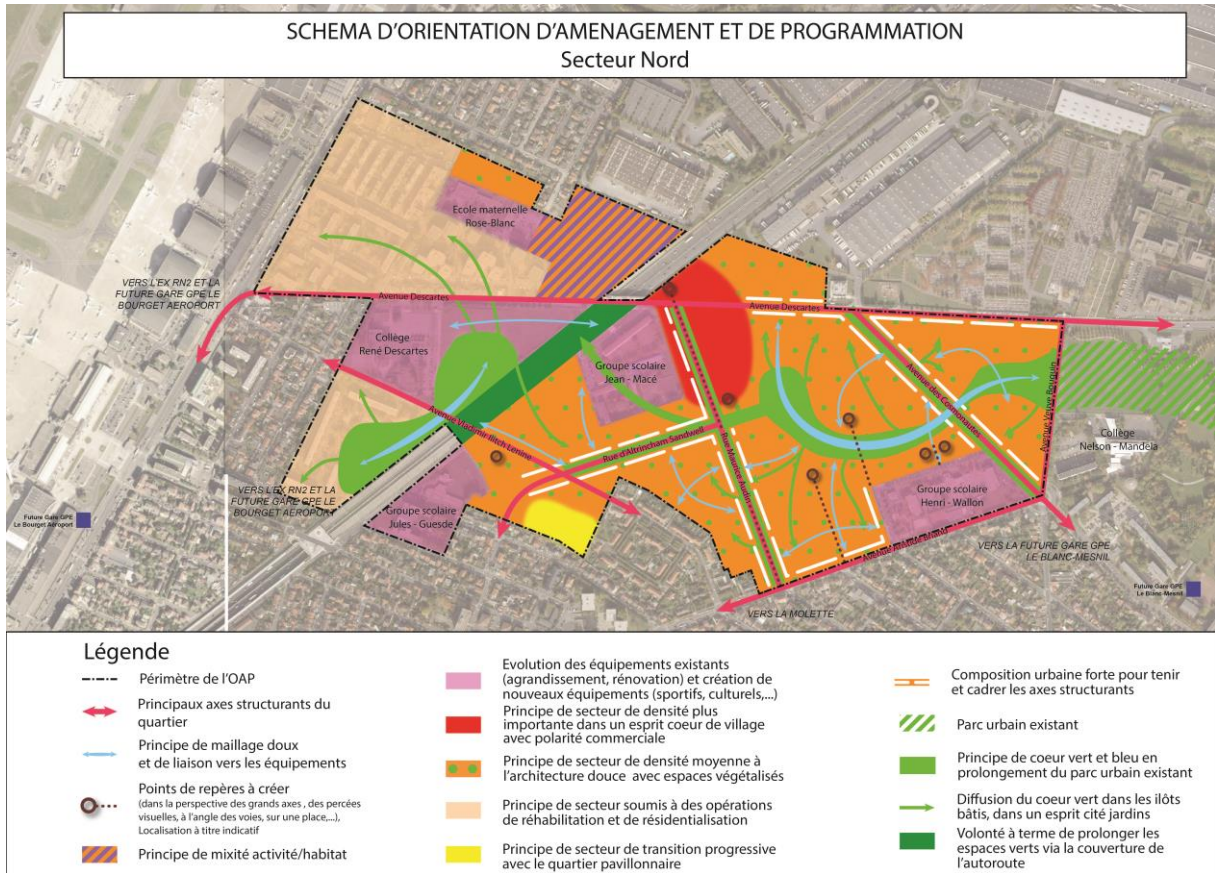 SCHEMA D'ORIENTATION D'AMENAGEMENT ET DE PROGRAMMATION
Secteur Nord
Ecole maternelle
Rose-Blanc
VERS L'EX RN2 ET LA
FUTURE GARE GPE LE
BOURGET AEROPORT
Avenue Descartes
Avenue Descartes
Collège
René Descartes
Groupe scolaire
Jean - Macé
Avenue Vladimir Illitch Lenine
Rue d'Altrincham Sandwell
Rue Maurice Audin
Avenue des Cosmonautes
Collège
Nelson - Mandela
VERS L'EX RN2 ET LA
FUTURE GARE GPE LE
BOURGET AEROPORT
Groupe scolaire
Jules - Guesde
Groupe scolaire
Henri - Wallon
Future Gare GPE
Le Bourget Aéroport
VERS LA FUTURE GARE GPE
LE BLANC-MESNIL
Future Gare GPE
Le Blanc-Mesnil
VERS LA MOLETTE
Légende
Périmètre de l'OAP
Principaux axes structurants du
quartier
Principe de maillage doux
et de liaison vers les équipements
Points de repères à créer
(dans la perspective des grands axes , des percées
visuelles, à l'angle des voies, sur une place,...),
Localisation à titre indicatif
Principe de mixité activité/habitat
Evolution des équipements existants
(agrandissement, rénovation) et création de
nouveaux équipements (sportifs, culturels,...)
Principe de secteur de densité plus
importante dans un esprit coeur de village
avec polarité commerciale
Principe de secteur de densité moyenne à
l'architecture douce avec espaces végétalisés
Principe de secteur soumis à des opérations
de réhabilitation et de résidentialisation
Principe de secteur de transition progressive
avec le quartier pavillonnaire
Composition urbaine forte pour tenir
et cadrer les axes structurants
Parc urbain existant
Principe de coeur vert et bleu en
prolongement du parc urbain existant
Diffusion du coeur vert dans les ilôts
bâtis, dans un esprit cité jardins
Volonté à terme de prolonger les
espaces verts via la couverture de
l'autoroute